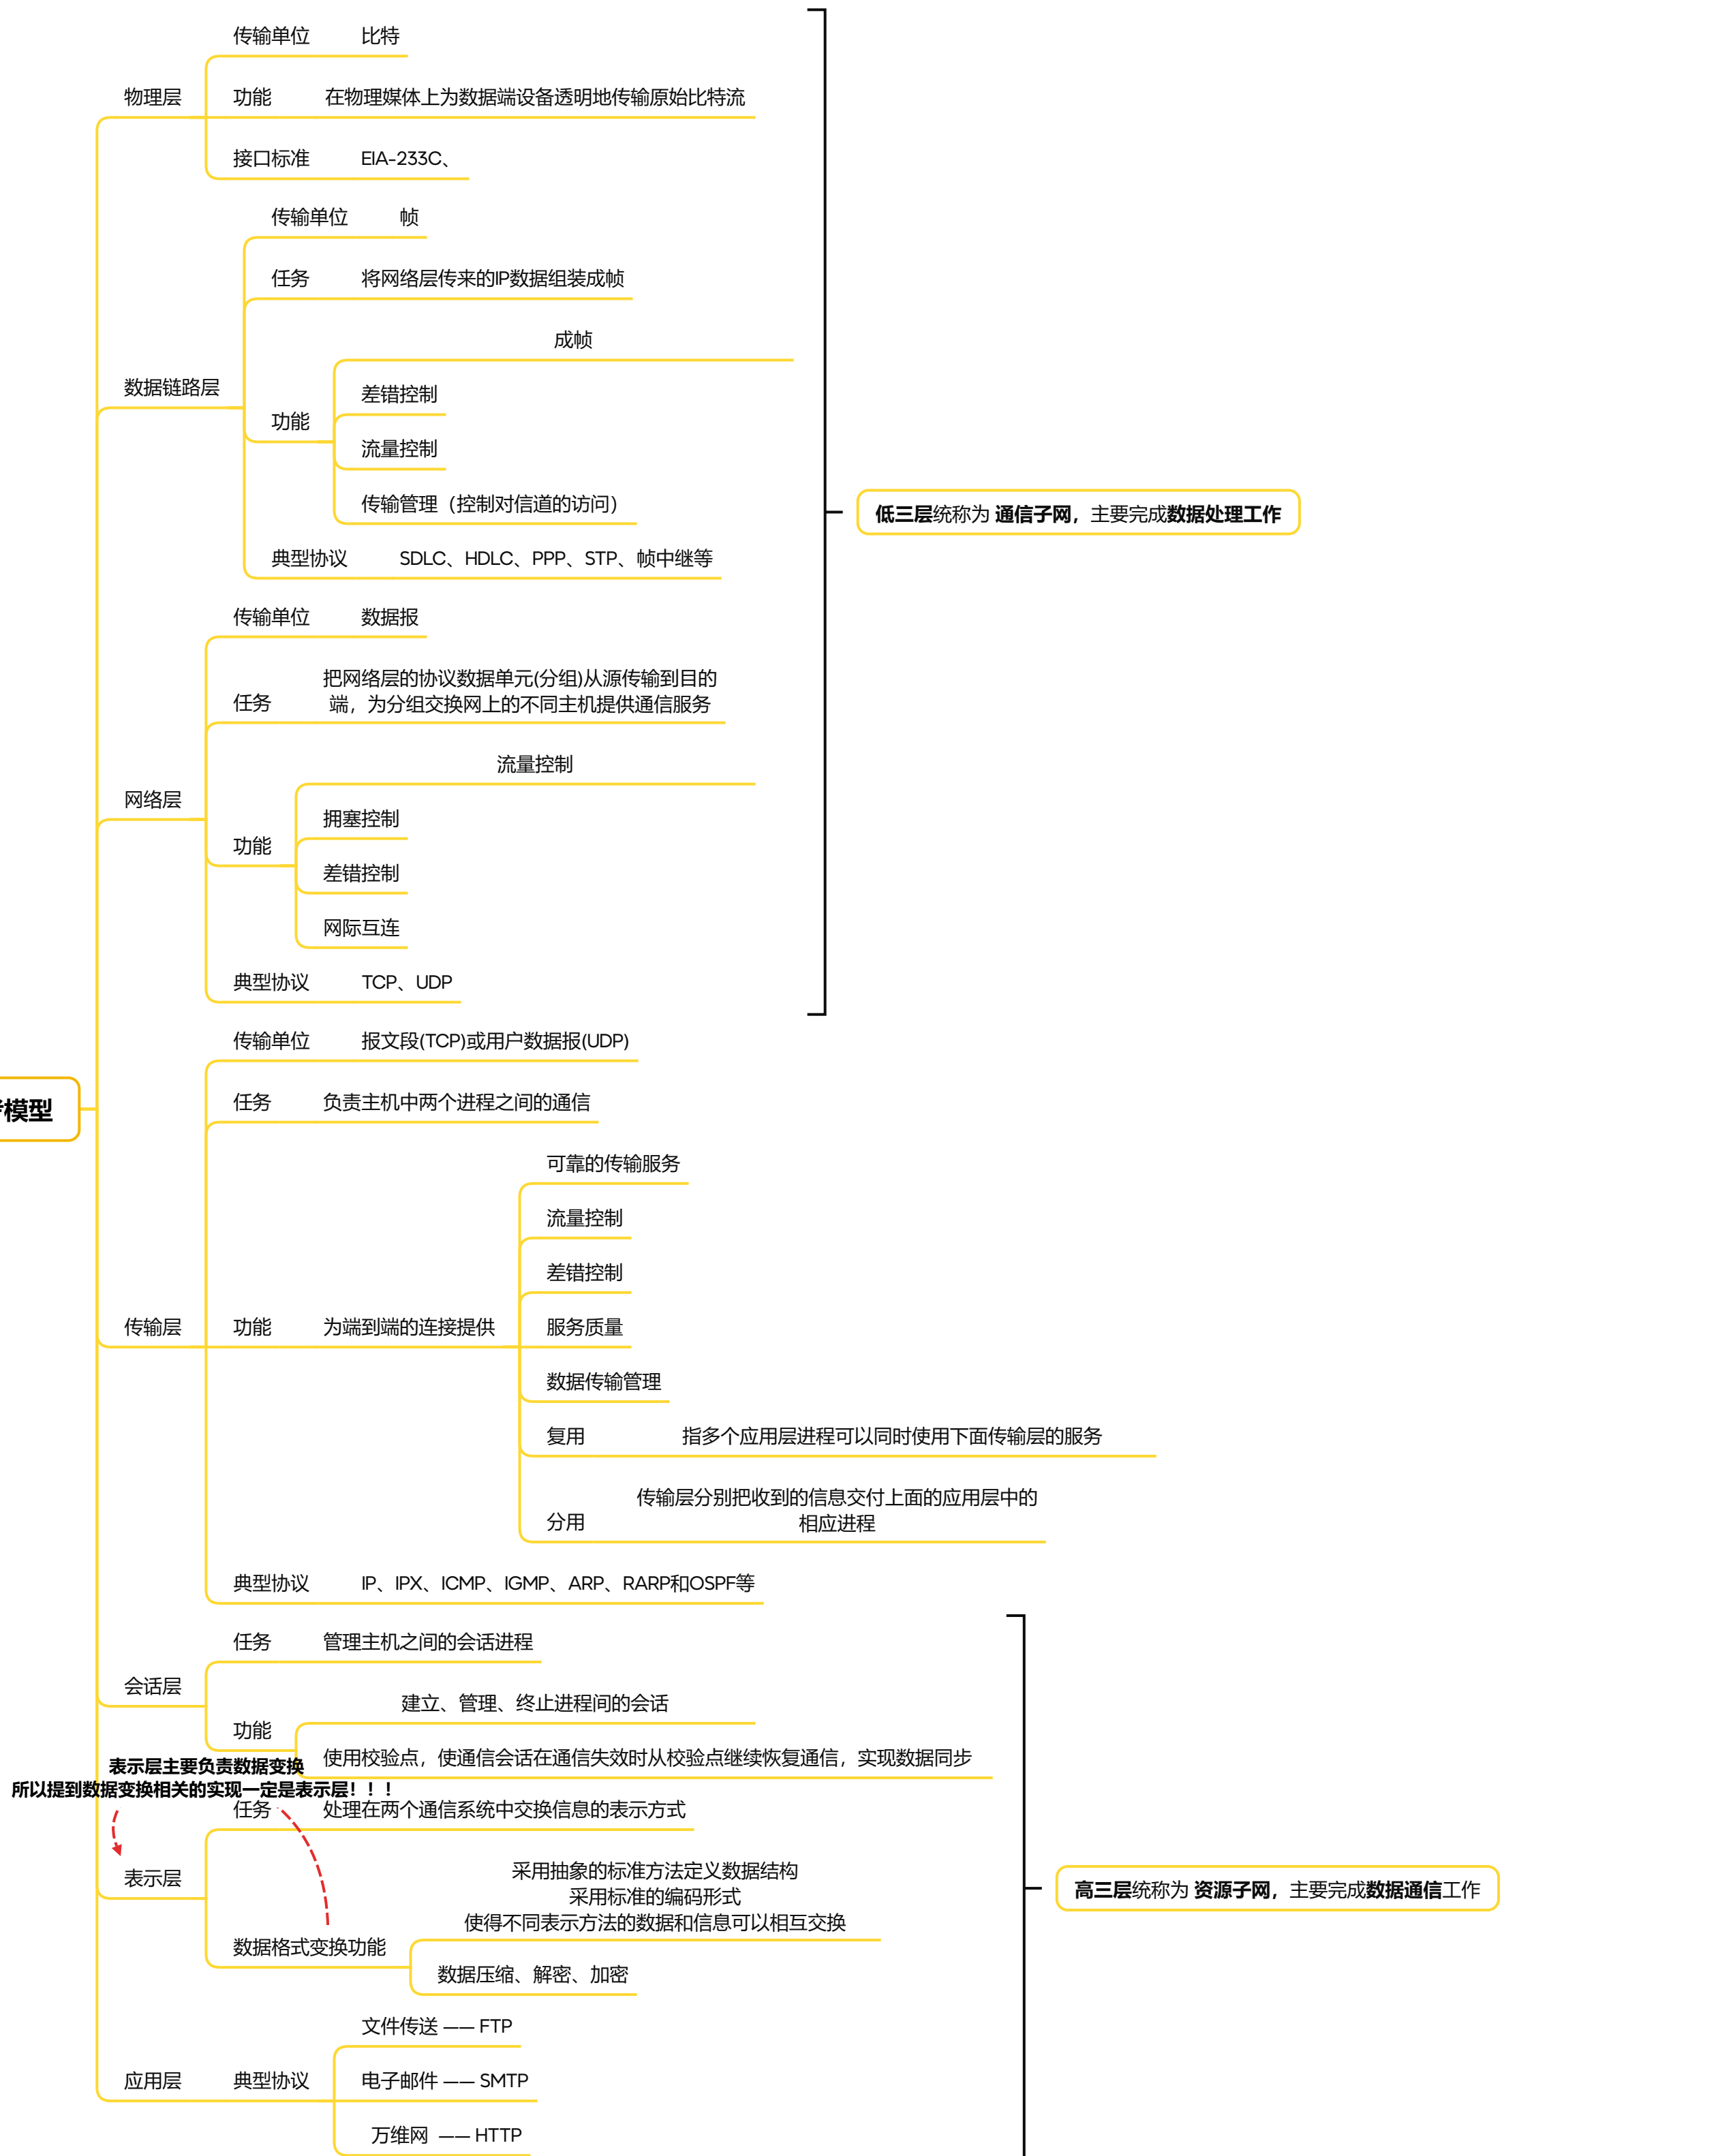 传输单位 比特
物理层 功能 在物理媒体上为数据端设备透明地传输原始比特流
接口标准 EIA-233C、
传输单位 帧
任务 将网络层传来的IP数据组装成帧
成帧
数据链路层
差错控制
功能
流量控制
传输管理（控制对信道的访问）
低三层统称为 通信子网，主要完成数据处理工作
典型协议 SDLC、HDLC、PPP、STP、帧中继等
传输单位 数据报
任务 把网络层的协议数据单元(分组)从源传输到目的
端，为分组交换网上的不同主机提供通信服务
流量控制
网络层
拥塞控制
功能
差错控制
网际互连
典型协议 TCP、UDP
传输单位 报文段(TCP)或用户数据报(UDP)
模型
任务 负责主机中两个进程之间的通信
可靠的传输服务
流量控制
差错控制
传输层 功能 为端到端的连接提供 服务质量
数据传输管理
复用 指多个应用层进程可以同时使用下面传输层的服务
传输层分别把收到的信息交付上面的应用层中的
分用 相应进程
典型协议 IP、IPX、ICMP、IGMP、ARP、RARP和OSPF等
任务 管理主机之间的会话进程
会话层
建立、管理、终止进程间的会话
功能
使用校验点，使通信会话在通信失效时从校验点继续恢复通信，实现数据同步
表示层主要负责数据变换
所以提到数据变换相关的实现一定是表示层！！！
任务 处理在两个通信系统中交换信息的表示方式
表示层
采用抽象的标准方法定义数据结构
采用标准的编码形式
使得不同表示方法的数据和信息可以相互交换
高三层统称为 资源子网，主要完成数据通信工作
数据格式变换功能
数据压缩、解密、加密
文件传送 —— FTP
应用层 典型协议 电子邮件 —— SMTP
万维网 —— HTTP